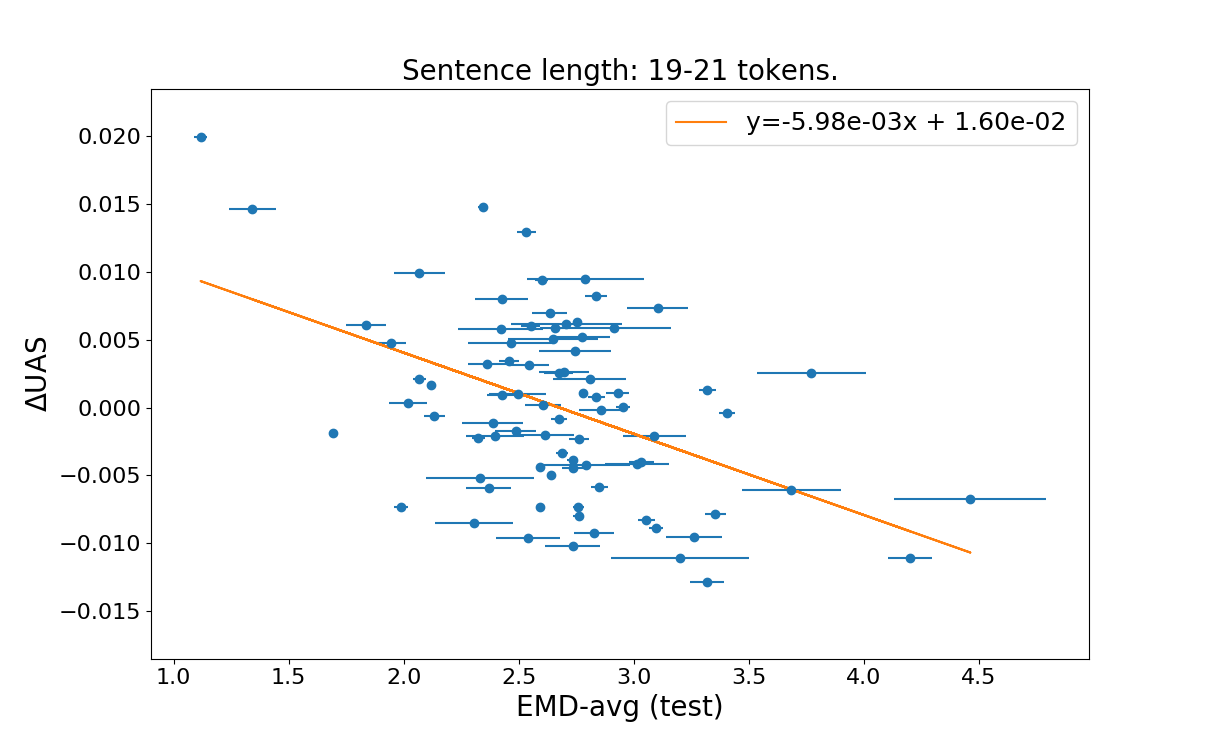 Sentence length: 19-21 tokens.
y=-5.98e-03x + 1.60e-02
ΔUAS
0.020
0.015
0.010
0.005
0.000
−0.005
−0.010
−0.015
1.0 1.5 2.0 2.5 3.0 3.5 4.0 4.5
EMD-avg (test)